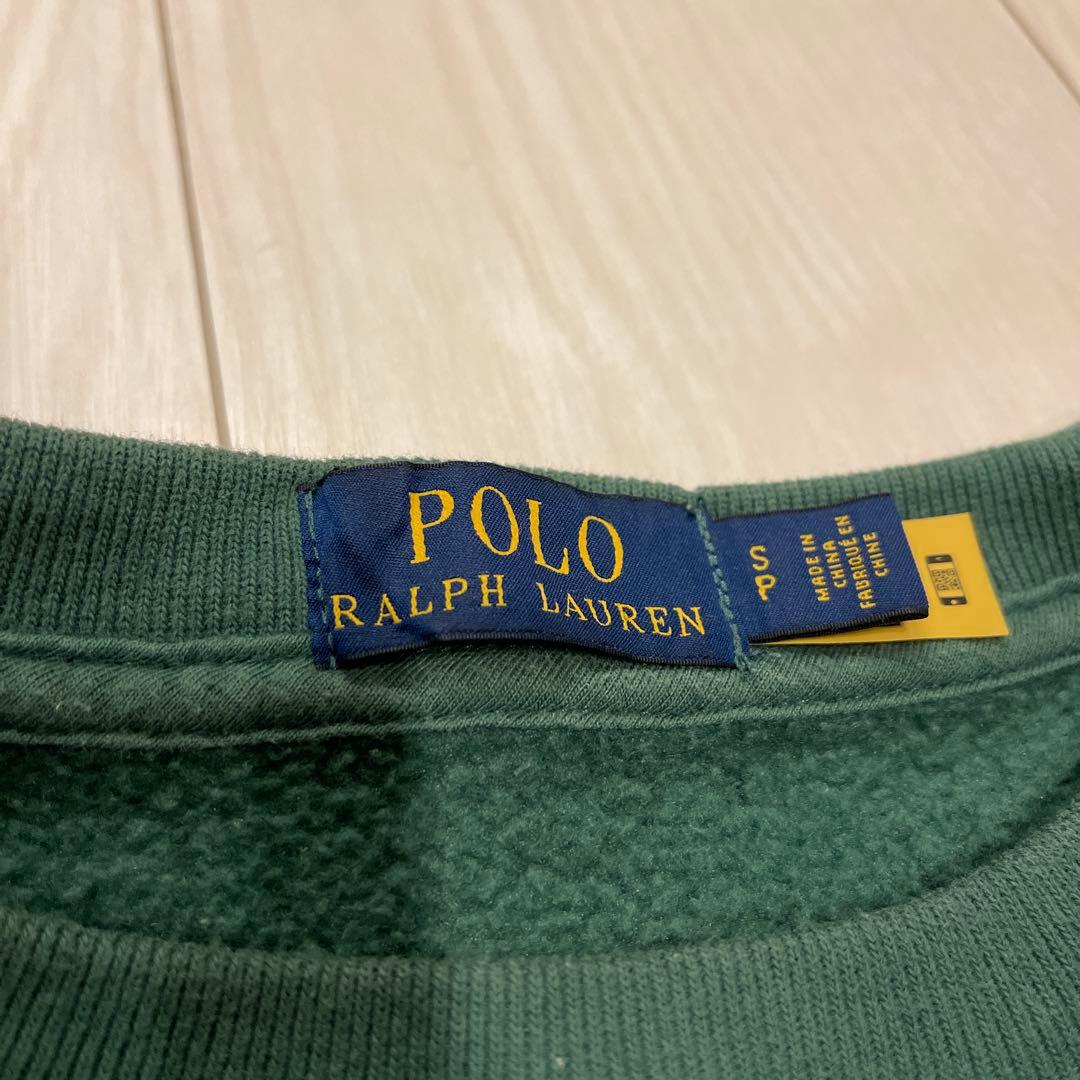 POLO
RALPH LAUREN
S
P
MADE IN
CHINA
FABRIQUÉ EN
CHINE